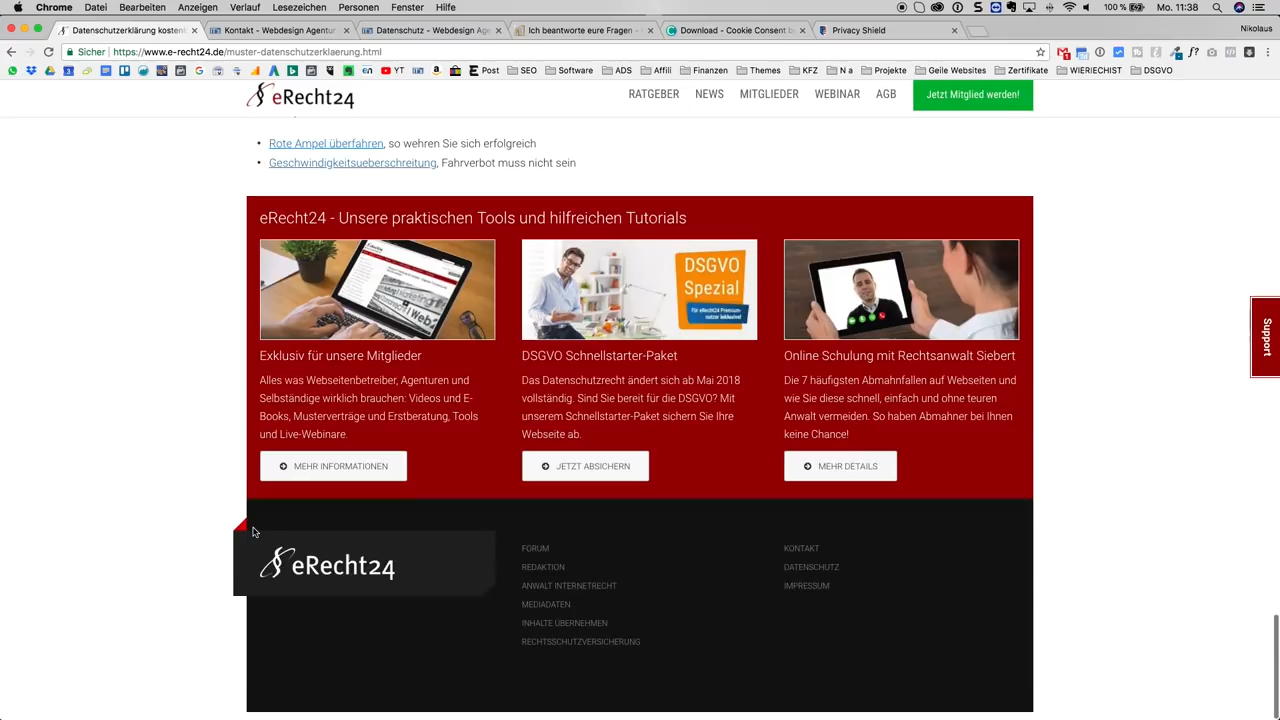 Chrome Datei Bearbeiten Anzeigen Verlauf Lesezeichen Personen Fenster Hilfe 100 % Mo. 11:38
Datenschutzerklärung kostenl Kontakt - Webdesign Agentur Datenschutz - Webdesign Age Ich beantworte eure Fragen - Download - Cookie Consent by Privacy Shield Nikolaus
Sicher https://www.e-recht24.de/muster-datenschutzerklaerung.html
YT Post SEO Software ADS Affili Finanzen Themes KFZ N a Projekte Geile Websites Zertifikate WIERIECHIST DSGVO
eRecht24 RATGEBER NEWS MITGLIEDER WEBINAR AGB Jetzt Mitglied werden!
• Rote Ampel überfahren, so wehren Sie sich erfolgreich
• Geschwindigkeitsueberschreitung, Fahrverbot muss nicht sein
eRecht24 - Unsere praktischen Tools und hilfreichen Tutorials
DSGVO
Spezial
Für eRecht24 Premium-
nutzer inklusive!
Exklusiv für unsere Mitglieder
Alles was Webseitenbetreiber, Agenturen und
Selbständige wirklich brauchen: Videos und E-
Books, Musterverträge und Erstberatung, Tools
und Live-Webinare.
MEHR INFORMATIONEN
DSGVO Schnellstarter-Paket
Das Datenschutzrecht ändert sich ab Mai 2018
vollständig. Sind Sie bereit für die DSGVO? Mit
unserem Schnellstarter-Paket sichern Sie Ihre
Webseite ab.
JETZT ABSICHERN
Online Schulung mit Rechtsanwalt Siebert
Die 7 häufigsten Abmahnfallen auf Webseiten und
wie Sie diese schnell, einfach und ohne teuren
Anwalt vermeiden. So haben Abmahner bei Ihnen
keine Chance!
MEHR DETAILS
Support
eRecht24
FORUM
REDAKTION
ANWALT INTERNETRECHT
MEDIADATEN
INHALTE ÜBERNEHMEN
RECHTSSCHUTZVERSICHERUNG
KONTAKT
DATENSCHUTZ
IMPRESSUM